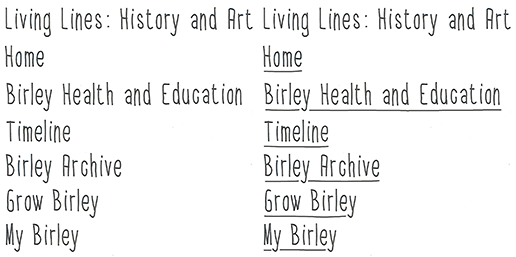 Living Lines: History and Art Living Lines: History and Art
Home Home
Birley Health and Education Birley Health and Education
Timeline Timeline
Birley Archive Birley Archive
Grow Birley Grow Birley
My Birley My Birley